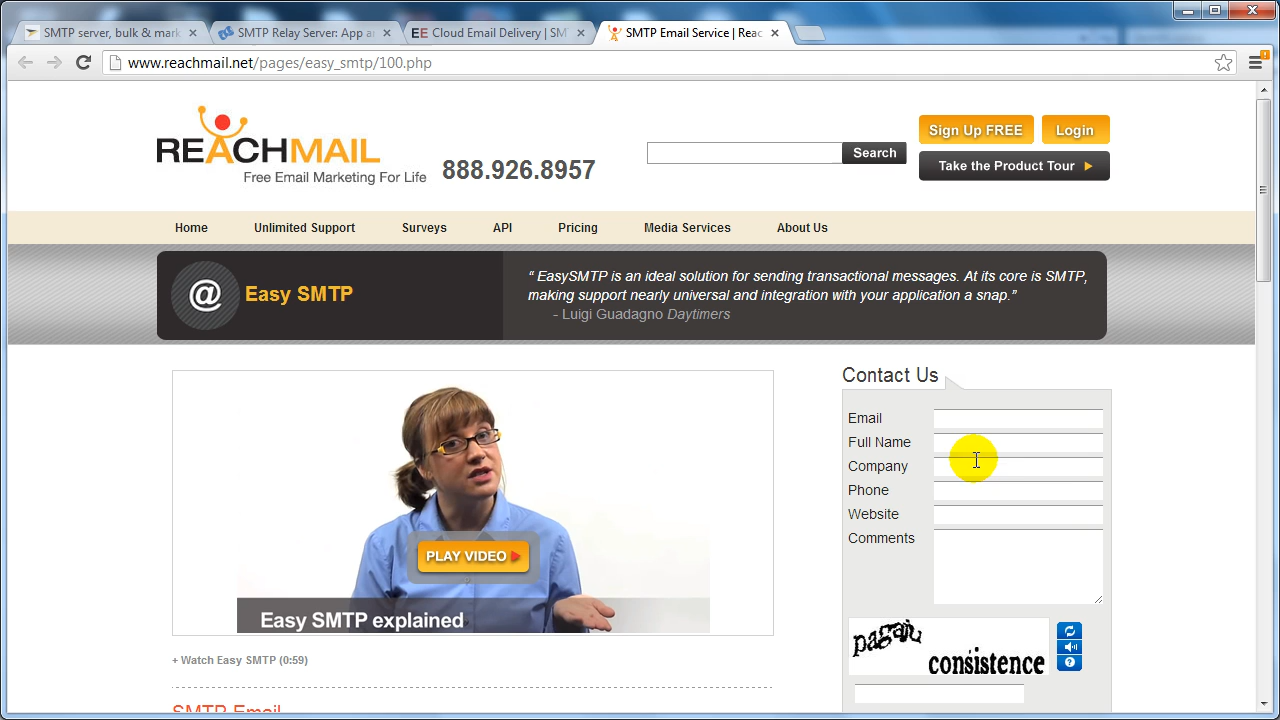 SMTP server, bulk & mark
SMTP Relay Server: App a
EE Cloud Email Delivery | SM
SMTP Email Service | Reac
www.reachmail.net/pages/easy_smtp/100.php
REACHMAIL
Free Email Marketing For Life
888.926.8957
Search
Sign Up FREE
Login
Take the Product Tour
Home
Unlimited Support
Surveys
API
Pricing
Media Services
About Us
@ Easy SMTP
“ EasySMTP is an ideal solution for sending transactional messages. At its core is SMTP,
making support nearly universal and integration with your application a snap.”
- Luigi Guadagno Daytimers
PLAY VIDEO
Easy SMTP explained
+ Watch Easy SMTP (0:59)
SMTP Email
Contact Us
Email
Full Name
Company
Phone
Website
Comments
consistence